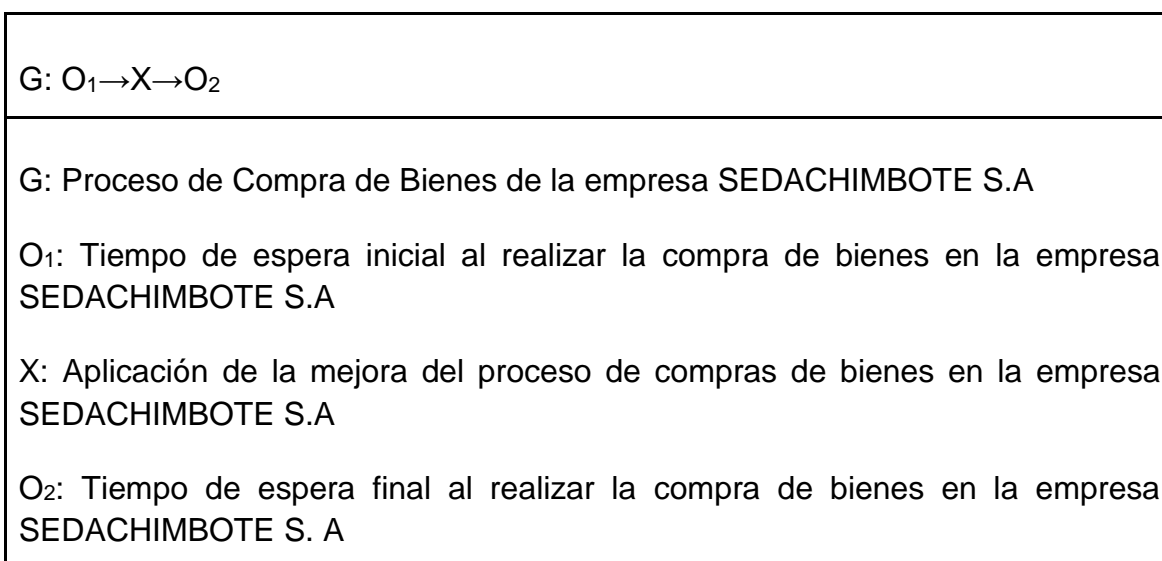 G: O₁→X→O₂
G: Proceso de Compra de Bienes de la empresa SEDACHIMBOTE S.A
O₁: Tiempo de espera inicial al realizar la compra de bienes en la empresa
SEDACHIMBOTE S.A
X: Aplicación de la mejora del proceso de compras de bienes en la empresa
SEDACHIMBOTE S.A
O₂: Tiempo de espera final al realizar la compra de bienes en la empresa
SEDACHIMBOTE S. A